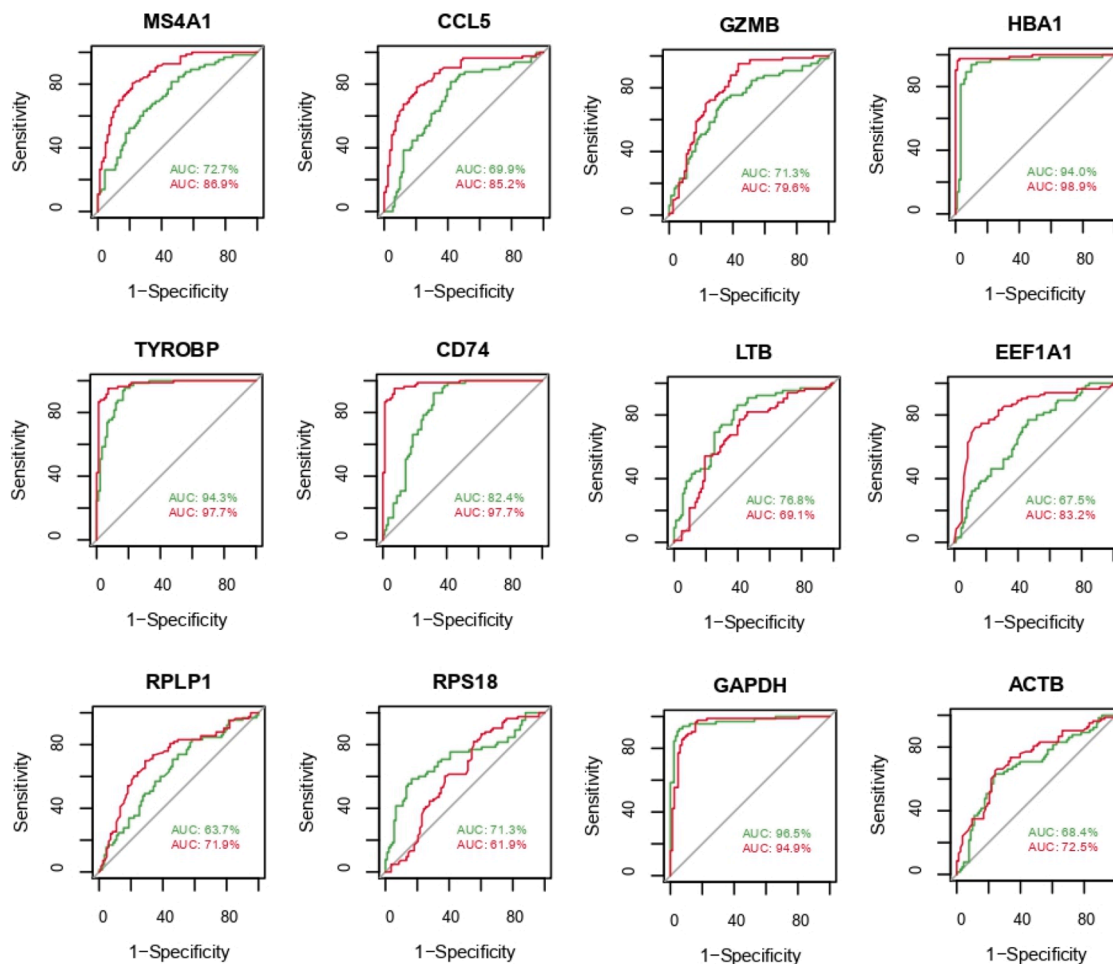 MS4A1
CCL5
GZMB
HBA1
Sensitivity
0 40 80
AUC: 72.7%
AUC: 86.9%
0 40 80
1−Specificity
Sensitivity
0 40 80
AUC: 69.9%
AUC: 85.2%
0 40 80
1−Specificity
Sensitivity
0 40 80
AUC: 71.3%
AUC: 79.6%
0 40 80
1−Specificity
Sensitivity
0 40 80
AUC: 94.0%
AUC: 98.9%
0 40 80
1−Specificity
TYROBP
CD74
LTB
EEF1A1
Sensitivity
0 40 80
AUC: 94.3%
AUC: 97.7%
0 40 80
1−Specificity
Sensitivity
0 40 80
AUC: 82.4%
AUC: 97.7%
0 40 80
1−Specificity
Sensitivity
0 40 80
AUC: 76.8%
AUC: 69.1%
0 40 80
1−Specificity
Sensitivity
0 40 80
AUC: 67.5%
AUC: 83.2%
0 40 80
1−Specificity
RPLP1
RPS18
GAPDH
ACTB
Sensitivity
0 40 80
AUC: 63.7%
AUC: 71.9%
0 40 80
1−Specificity
Sensitivity
0 40 80
AUC: 71.3%
AUC: 61.9%
0 40 80
1−Specificity
Sensitivity
0 40 80
AUC: 96.5%
AUC: 94.9%
0 40 80
1−Specificity
Sensitivity
0 40 80
AUC: 68.4%
AUC: 72.5%
0 40 80
1−Specificity